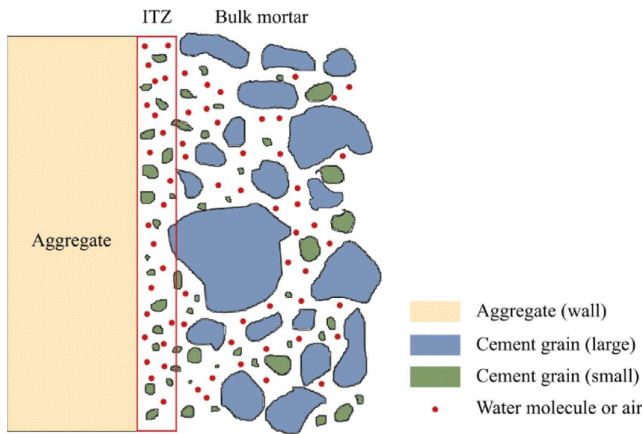 ITZ
Bulk mortar
Aggregate
Aggregate (wall)
Cement grain (large)
Cement grain (small)
Water molecule or air